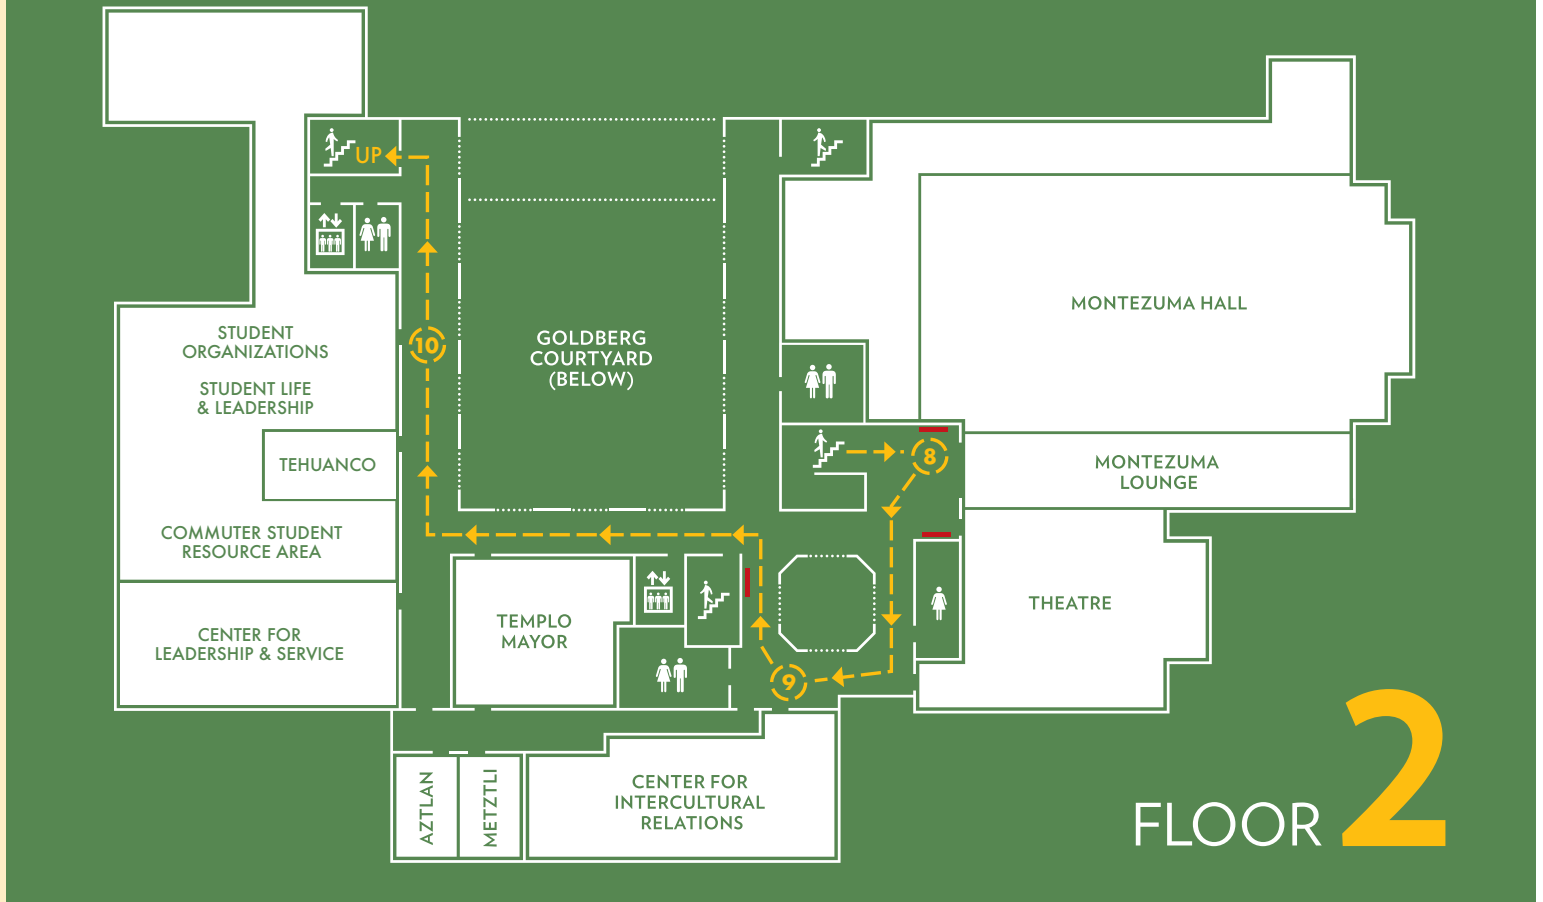 UP
STUDENT
ORGANIZATIONS
STUDENT LIFE
& LEADERSHIP
TEHUANCO
COMMUTER STUDENT
RESOURCE AREA
CENTER FOR
LEADERSHIP & SERVICE
10
GOLDBERG
COURTYARD
(BELOW)
MONTEZUMA HALL
8
MONTEZUMA
LOUNGE
THEATRE
TEMPLO
MAYOR
9
AZTLAN
METZTLI
CENTER FOR
INTERCULTURAL
RELATIONS
FLOOR 2